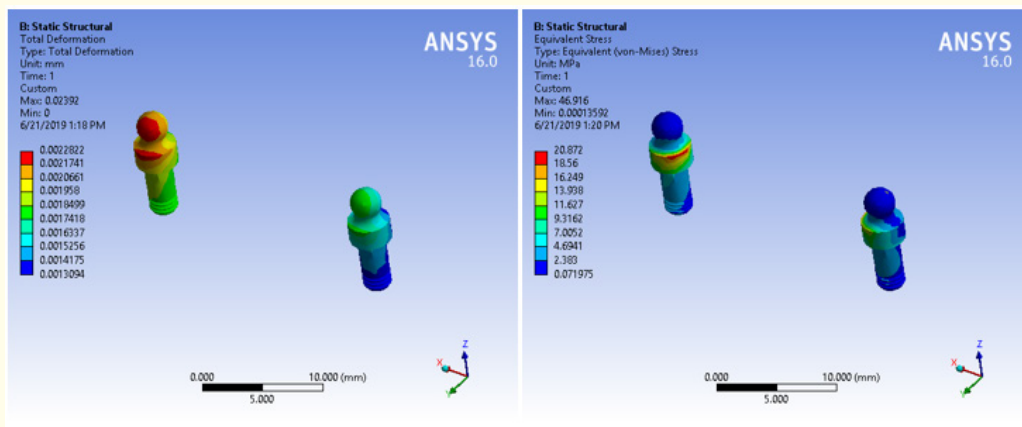 B: Static Structural
Total Deformation
Type: Total Deformation
Unit: mm
Time: 1
Custom
Max: 0.02392
Min: 0
6/21/2019 1:18 PM
ANSYS
16.0
0.0022822
0.0021741
0.0020661
0.001958
0.0018499
0.0017418
0.0016337
0.0015256
0.0014175
0.0013094
Z
X
Y
0.000
10.000 (mm)
5.000
B: Static Structural
Equivalent Stress
Type: Equivalent (von-Mises) Stress
Unit: MPa
Time: 1
Custom
Max: 46.916
Min: 0.00013592
6/21/2019 1:20 PM
ANSYS
16.0
20.872
18.56
16.249
13.938
11.627
9.3162
7.0052
4.6941
2.383
0.071975
Z
X
Y
0.000
10.000 (mm)
5.000